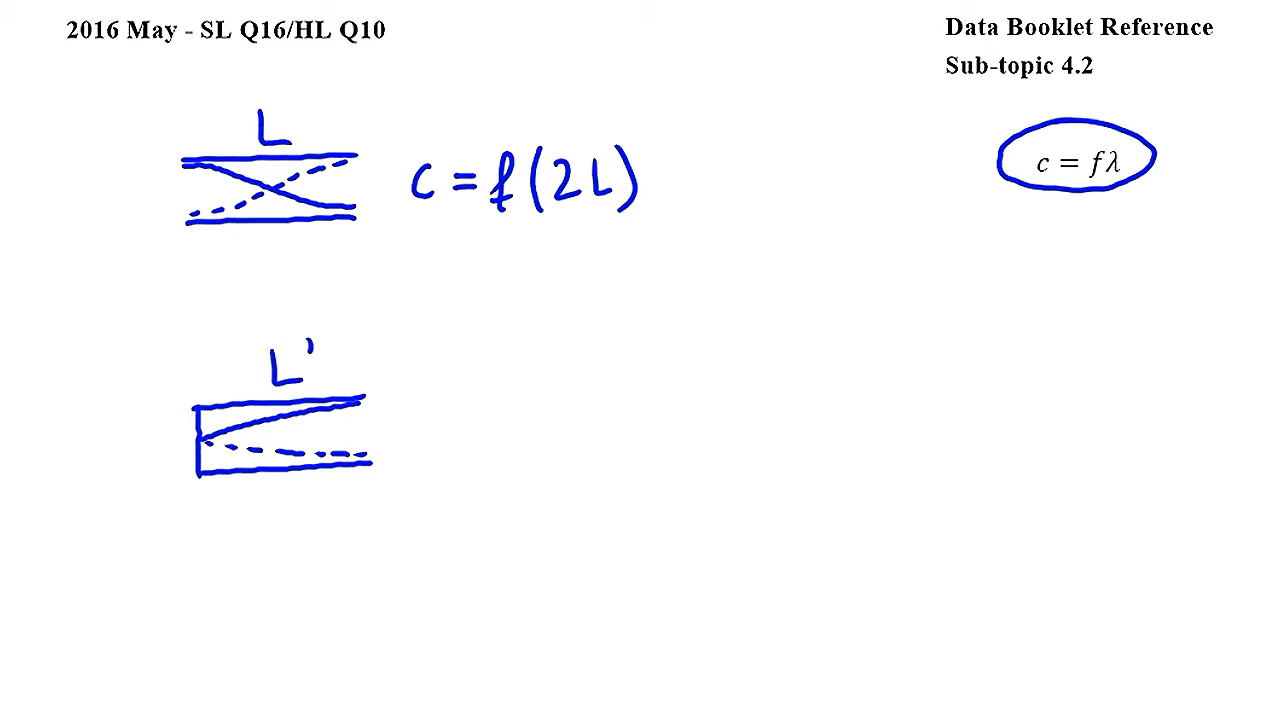 2016 May - SL Q16/HL Q10
Data Booklet Reference
Sub-topic 4.2
L
c = f(2L)
c = fλ
L'